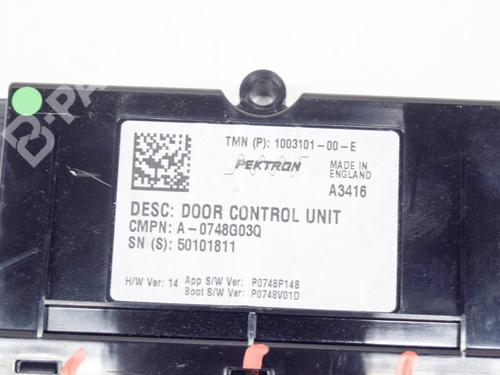 TMN (P): 1003101-00-E
PEKTRON
MADE IN
ENGLAND
A3416
DESC: DOOR CONTROL UNIT
CMPN: A-0748G03Q
SN (S): 50101811
H/W Ver: 14 App S/W Ver: P0748P14B
Boot S/W Ver: P0748V01D